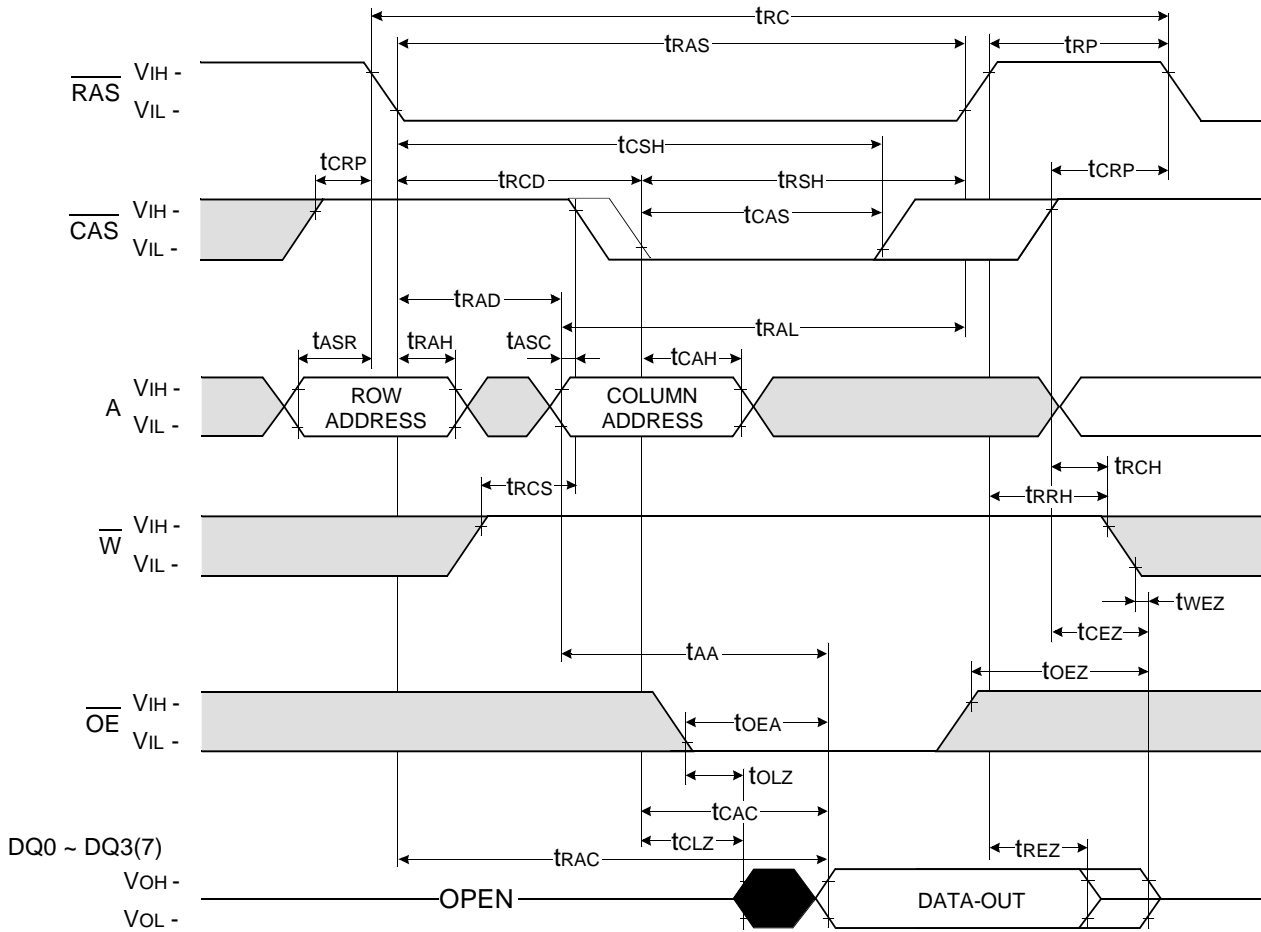 tRC
tRAS
tRP
RAS
VIH -
VIL -
tCSH
tCRP
tRCD
tRSH
tCRP
CAS
VIH -
VIL -
tCAS
tRAD
tRAL
tASR
tRAH
tASC
tCAH
A
VIH -
VIL -
ROW
ADDRESS
COLUMN
ADDRESS
tRCH
tRCS
tRRH
W
VIH -
VIL -
tWEZ
tCEZ
tAA
tOEZ
OE
VIH -
VIL -
tOEA
tOLZ
tCAC
DQ0 ~ DQ3(7)
tCLZ
tREZ
tRAC
VOH -
VOL -
OPEN
DATA-OUT